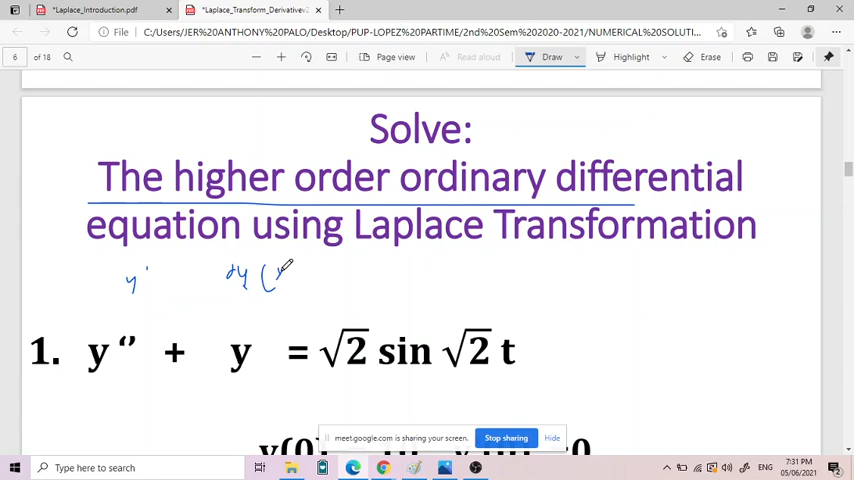 *Laplace_Introduction.pdf
*Laplace_Transform_Derivativev2
File
C:/Users/JER%20ANTHONY%20PALO/Desktop/PUP-LOPEZ%20PARTIME/2nd%20Sem%202020-2021/NUMERICAL%20SOLUTI...
6 of 18
Page view
Read aloud
Draw
Highlight
Erase
Solve:
The higher order ordinary differential
equation using Laplace Transformation
y' dy (
1. y “ + y = √2 sin √2 t
meet.google.com is sharing your screen.
Stop sharing
Hide
Type here to search
ENG
7:31 PM
05/06/2021
2